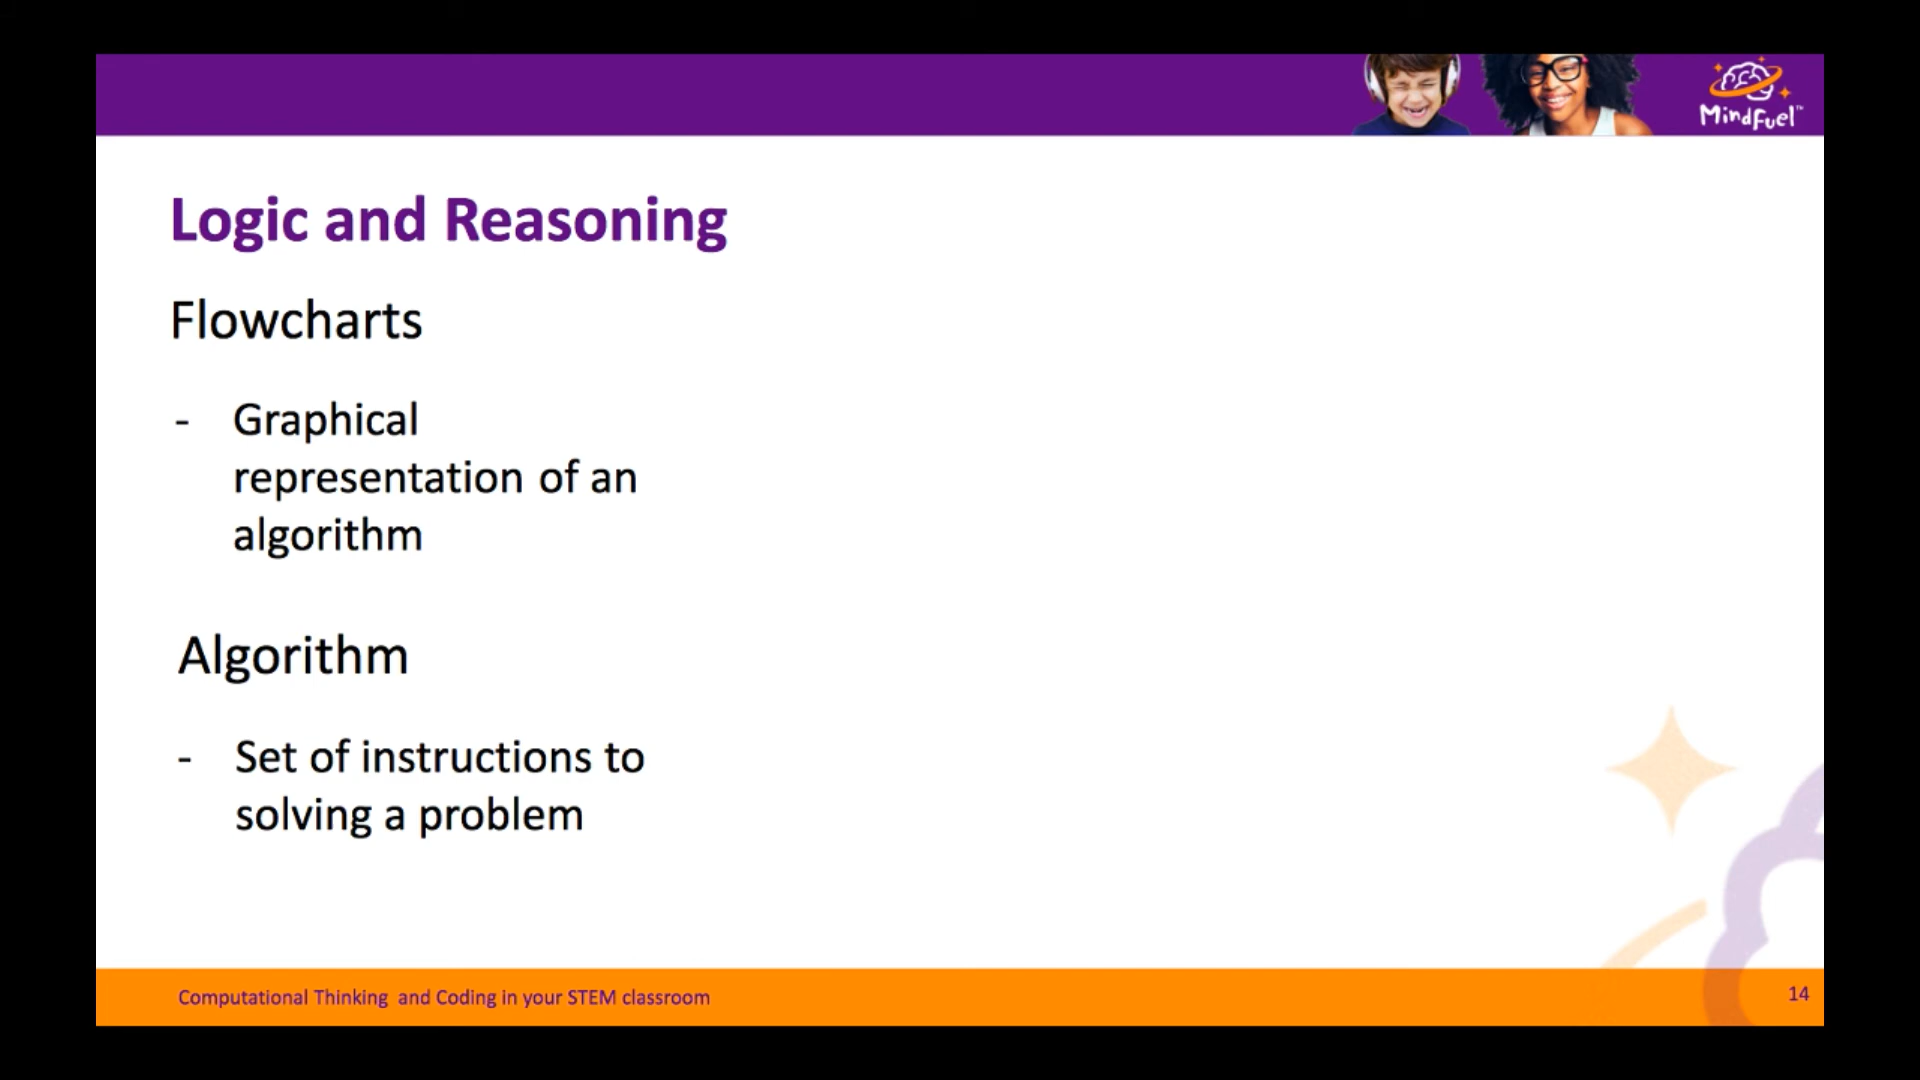 MindFuel™
Logic and Reasoning
Flowcharts
- Graphical
representation of an
algorithm
Algorithm
- Set of instructions to
solving a problem
Computational Thinking and Coding in your STEM classroom
14